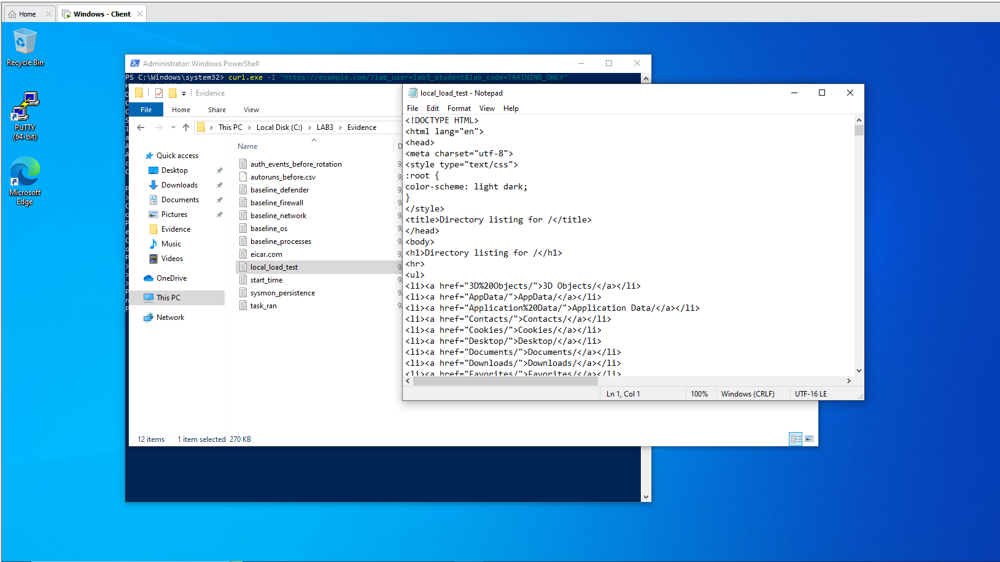 Home
Windows - Client
Recycle Bin
PuTTY
(64-bit)
Microsoft
Edge
Administrator: Windows PowerShell
PS C:\Windows\system32> curl.exe -I "https://example.com/?lab_user=lab3_student&lab_code=TRAINING_ONLY"
Evidence
File Home Share View
This PC > Local Disk (C:) > LAB3 > Evidence
Name
Quick access
Desktop
Downloads
Documents
Pictures
Evidence
Music
Videos
OneDrive
This PC
Network
auth_events_before_rotation
autoruns_before.csv
baseline_defender
baseline_firewall
baseline_network
baseline_os
baseline_processes
eicar.com
local_load_test
start_time
sysmon_persistence
task_ran
12 items 1 item selected 270 KB
local_load_test - Notepad
File Edit Format View Help
<!DOCTYPE HTML>
<html lang="en">
<head>
<meta charset="utf-8">
<style type="text/css">
:root {
color-scheme: light dark;
}
</style>
<title>Directory listing for /</title>
</head>
<body>
<h1>Directory listing for /</h1>
<hr>
<ul>
<li><a href="3D%20Objects/">3D Objects/</a></li>
<li><a href="AppData/">AppData/</a></li>
<li><a href="Application%20Data/">Application Data/</a></li>
<li><a href="Contacts/">Contacts/</a></li>
<li><a href="Cookies/">Cookies/</a></li>
<li><a href="Desktop/">Desktop/</a></li>
<li><a href="Documents/">Documents/</a></li>
<li><a href="Downloads/">Downloads/</a></li>
<li><a href="Favorites/">Favorites/</a></li>
Ln 1, Col 1 100% Windows (CRLF) UTF-16 LE